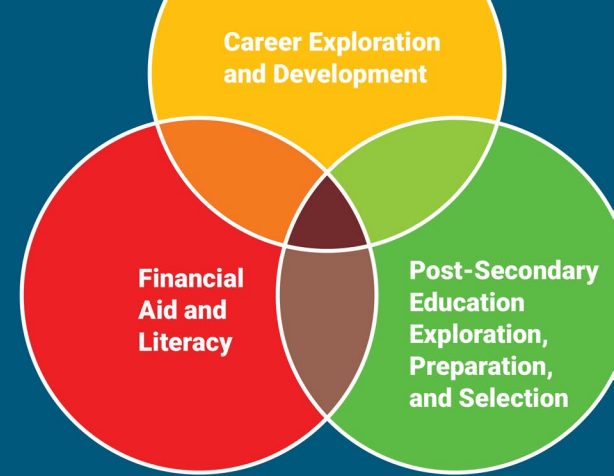 Career Exploration
and Development
Financial
Aid and
Literacy
Post-Secondary
Education
Exploration,
Preparation,
and Selection